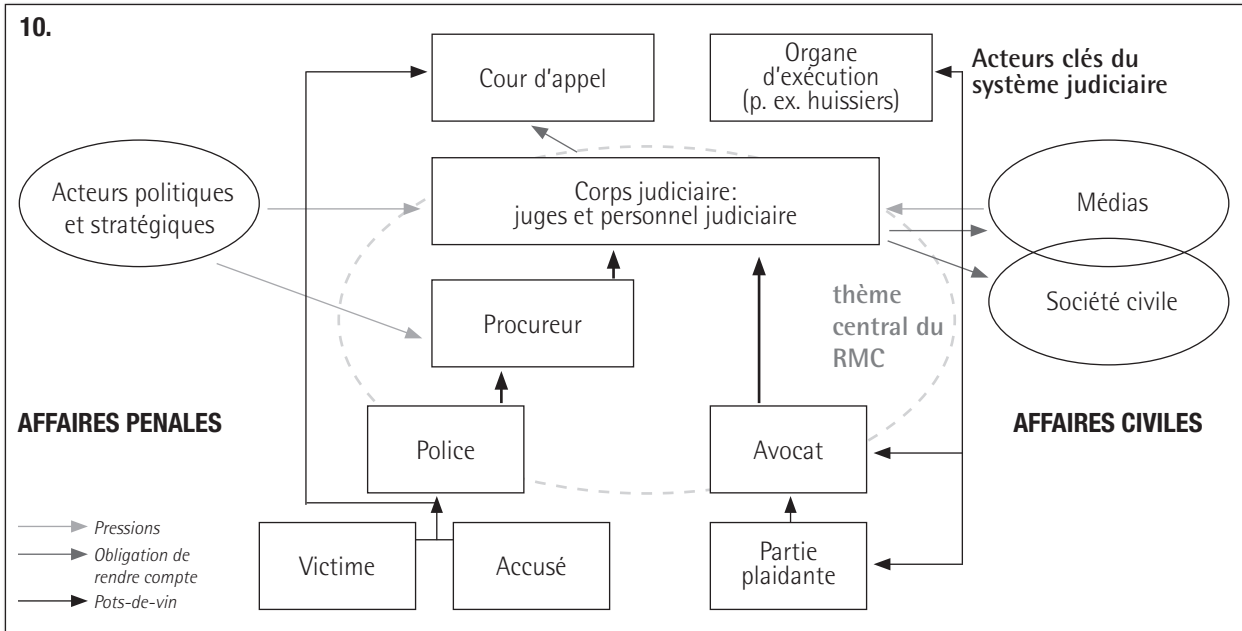 10.
Cour d'appel
Organe
d'exécution
(p. ex. huissiers)
Acteurs clés du
système judiciaire
Acteurs politiques
et stratégiques
Corps judiciaire:
juges et personnel judiciaire
Médias
Société civile
Procureur
thème
central du
RMC
AFFAIRES PENALES
Police
Avocat
AFFAIRES CIVILES
Pressions
Obligation de
rendre compte
Pots-de-vin
Victime
Accusé
Partie
plaidante